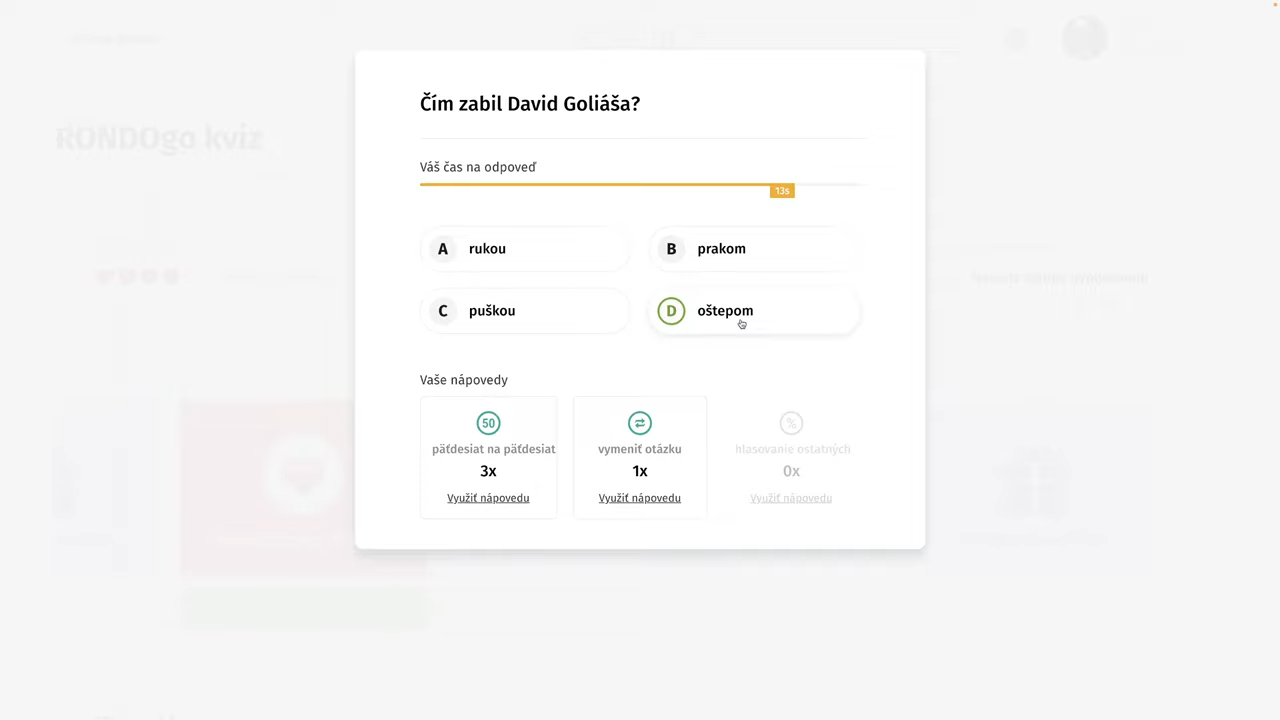 RONDOgo kvíz
Čím zabil David Goliáša?
Váš čas na odpoveď
13s
A rukou
B prakom
C puškou
D oštepom
Vaše nápovedy
50
päťdesiat na päťdesiat
3x
Využiť nápovedu
vymeniť otázku
1x
Využiť nápovedu
%
hlasovanie ostatných
0x
Využiť nápovedu